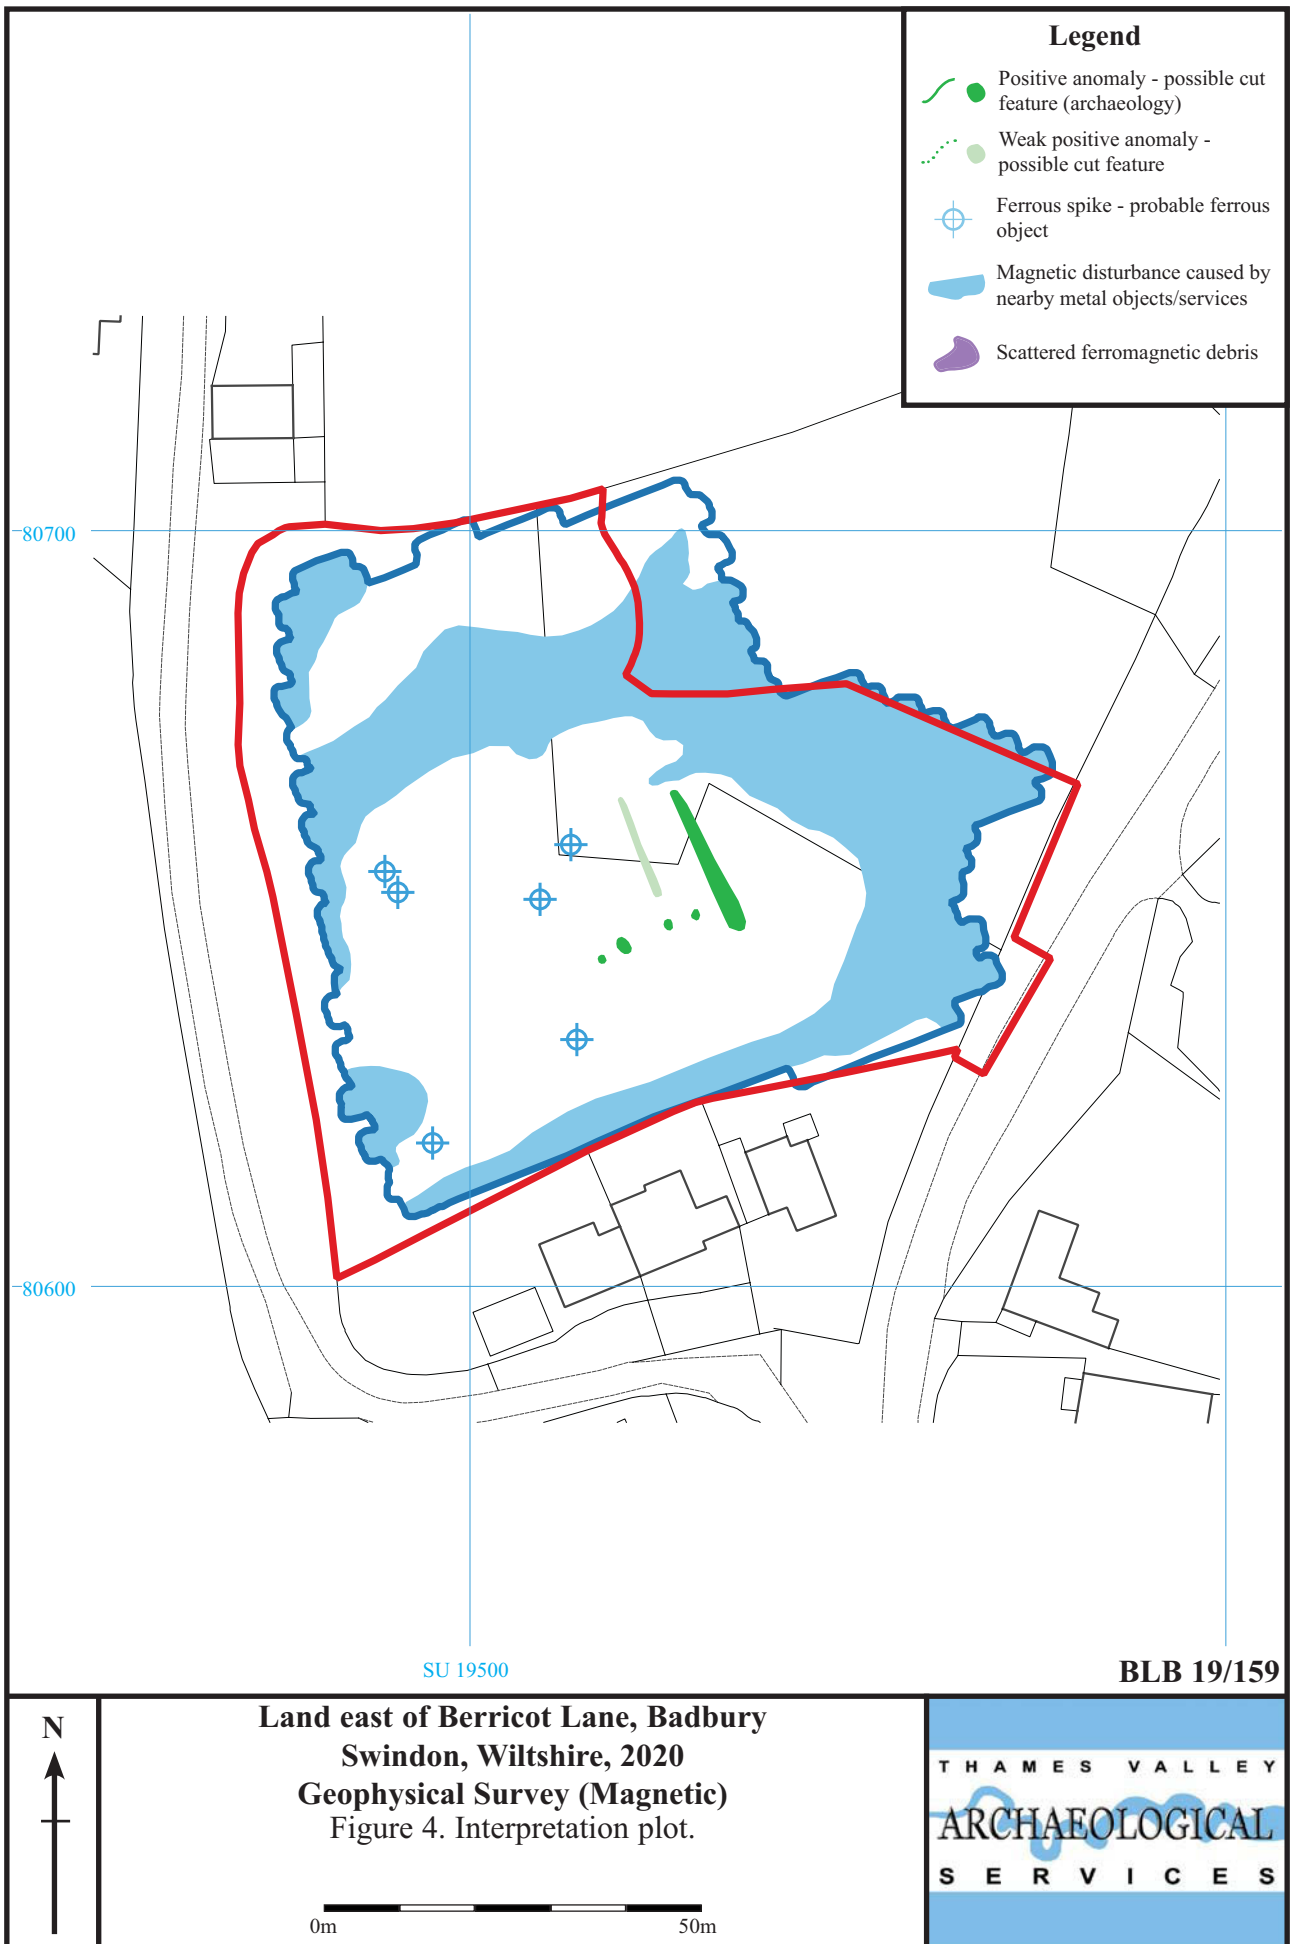 Legend
Positive anomaly - possible cut
feature (archaeology)
Weak positive anomaly -
possible cut feature
Ferrous spike - probable ferrous
object
Magnetic disturbance caused by
nearby metal objects/services
Scattered ferromagnetic debris
80700
80600
SU 19500
BLB 19/159
N
Land east of Berricot Lane, Badbury
Swindon, Wiltshire, 2020
Geophysical Survey (Magnetic)
Figure 4. Interpretation plot.
0m 50m
THAMES VALLEY
ARCHAEOLOGICAL
SERVICES